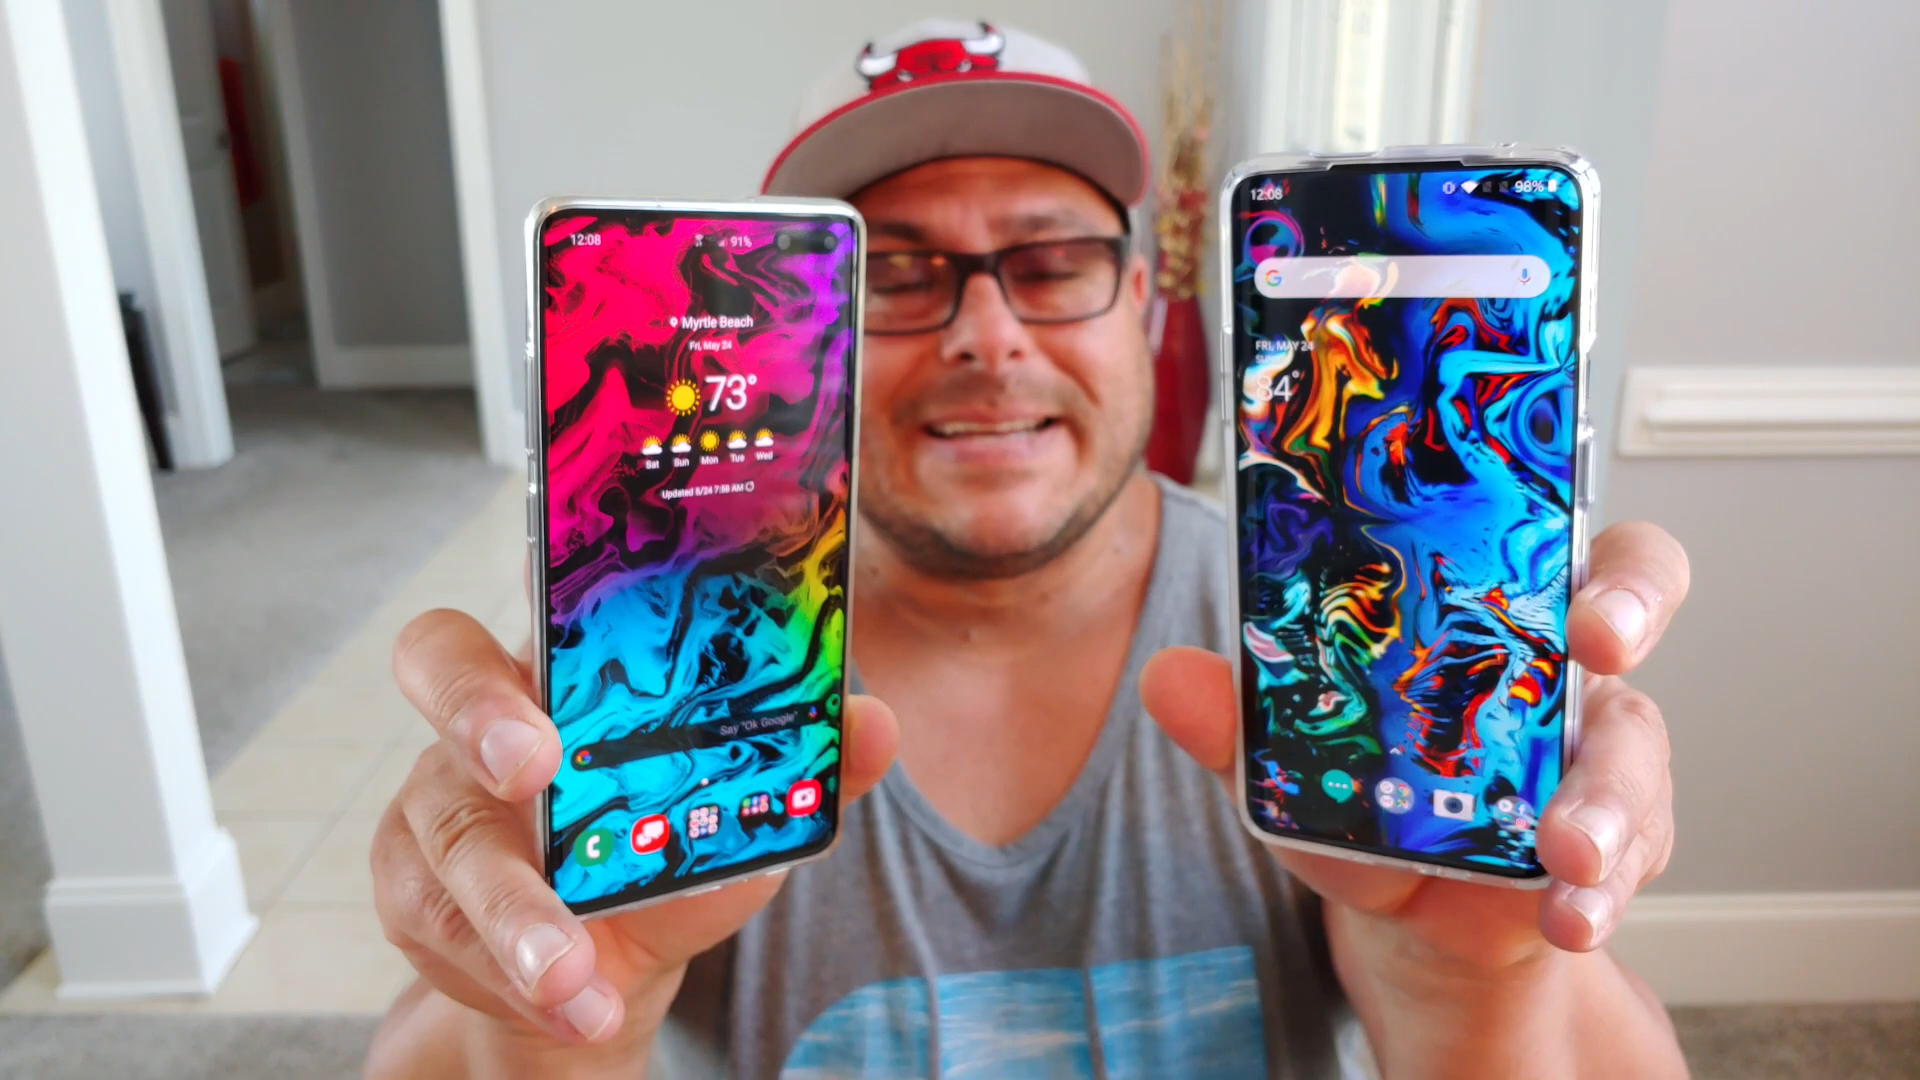 12:08
91%
Myrtle Beach
Fri, May 24
73°
Sat Sun Mon Tue Wed
Updated 5/24 7:58 AM
Say "Ok Google"
12:08
98%
FRI, MAY 24
84°